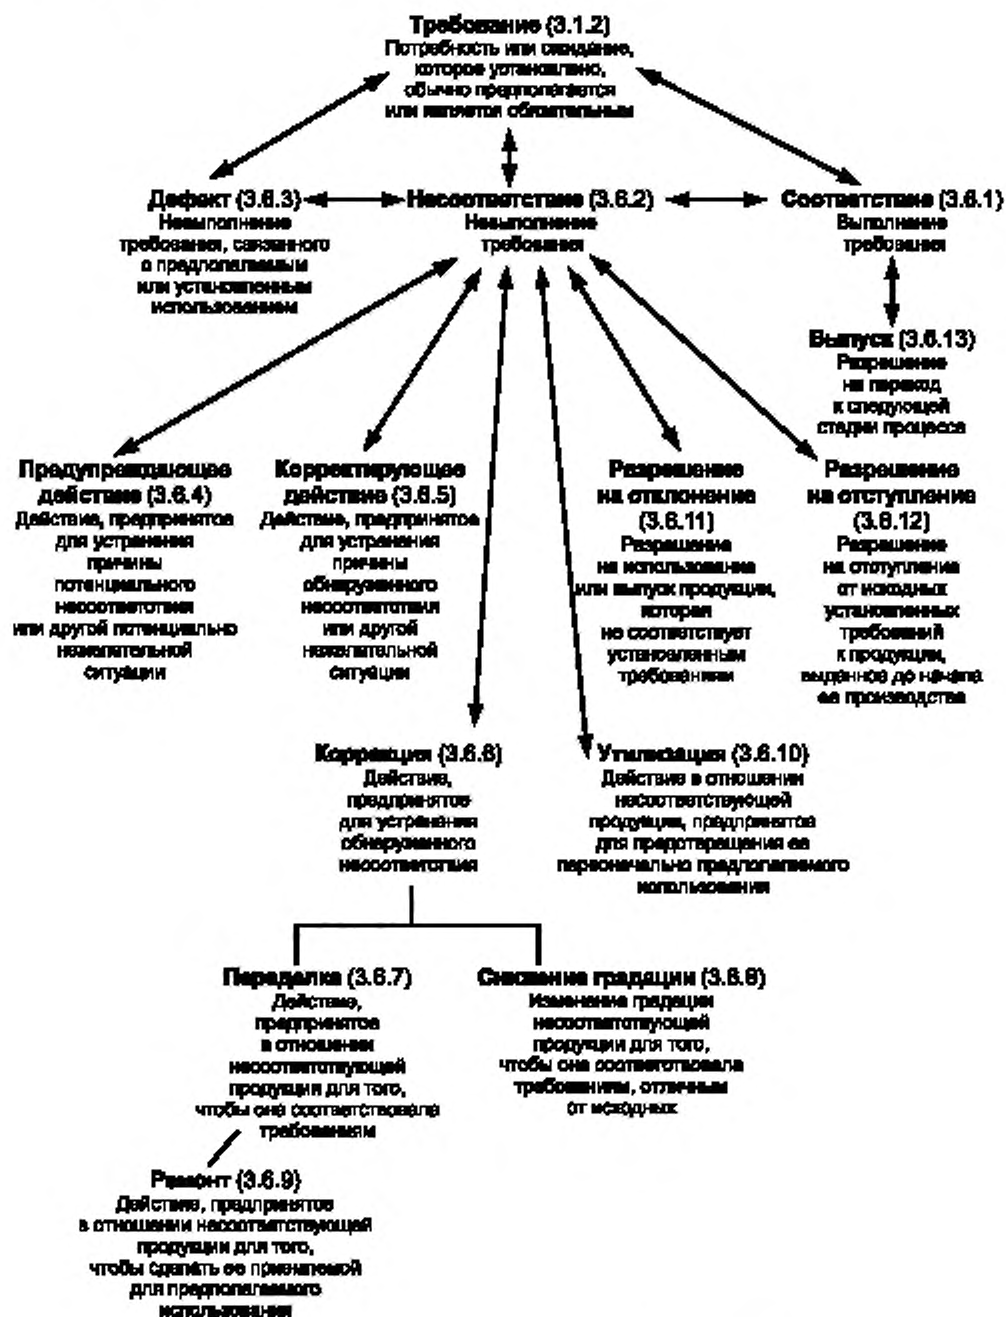 Требование (3.1.2)
Потребность или ожидание,
которое установлено,
обычно предполагается
или является обязательным
Дефект (3.6.3)
Невыполнение
требования, связанного
с предполагаемым
или установленным
использованием
Несоответствие (3.6.2)
Невыполнение
требования
Соответствие (3.6.1)
Выполнение
требования
Выпуск (3.6.13)
Разрешение
на переход
к следующей
стадии процесса
Предупреждающее
действие (3.6.4)
Действие, предпринятое
для устранения
причины
потенциального
несоответствия
или другой потенциально
нежелательной
ситуации
Корректирующее
действие (3.6.5)
Действие, предпринятое
для устранения
причины
обнаруженного
несоответствия
или другой
нежелательной
ситуации
Разрешение
на отклонение
(3.6.11)
Разрешение
на использование
или выпуск продукции,
которая
не соответствует
установленным
требованиям
Разрешение
на отступление
(3.6.12)
Разрешение
на отступление
от исходных
установленных
требований
к продукции,
выданное до начала
ее производства
Коррекция (3.6.6)
Действие,
предпринятое
для устранения
обнаруженного
несоответствия
Утилизация (3.6.10)
Действие в отношении
несоответствующей
продукции, предпринятое
для предотвращения ее
первоначально предполагаемого
использования
Переделка (3.6.7)
Действие,
предпринятое
в отношении
несоответствующей
продукции для того,
чтобы она соответствовала
требованиям
Снижение градации (3.6.8)
Изменение градации
несоответствующей
продукции для того,
чтобы она соответствовала
требованиям, отличным
от исходных
Ремонт (3.6.9)
Действие, предпринятое
в отношении несоответствующей
продукции для того,
чтобы сделать ее приемлемой
для предполагаемого
использования